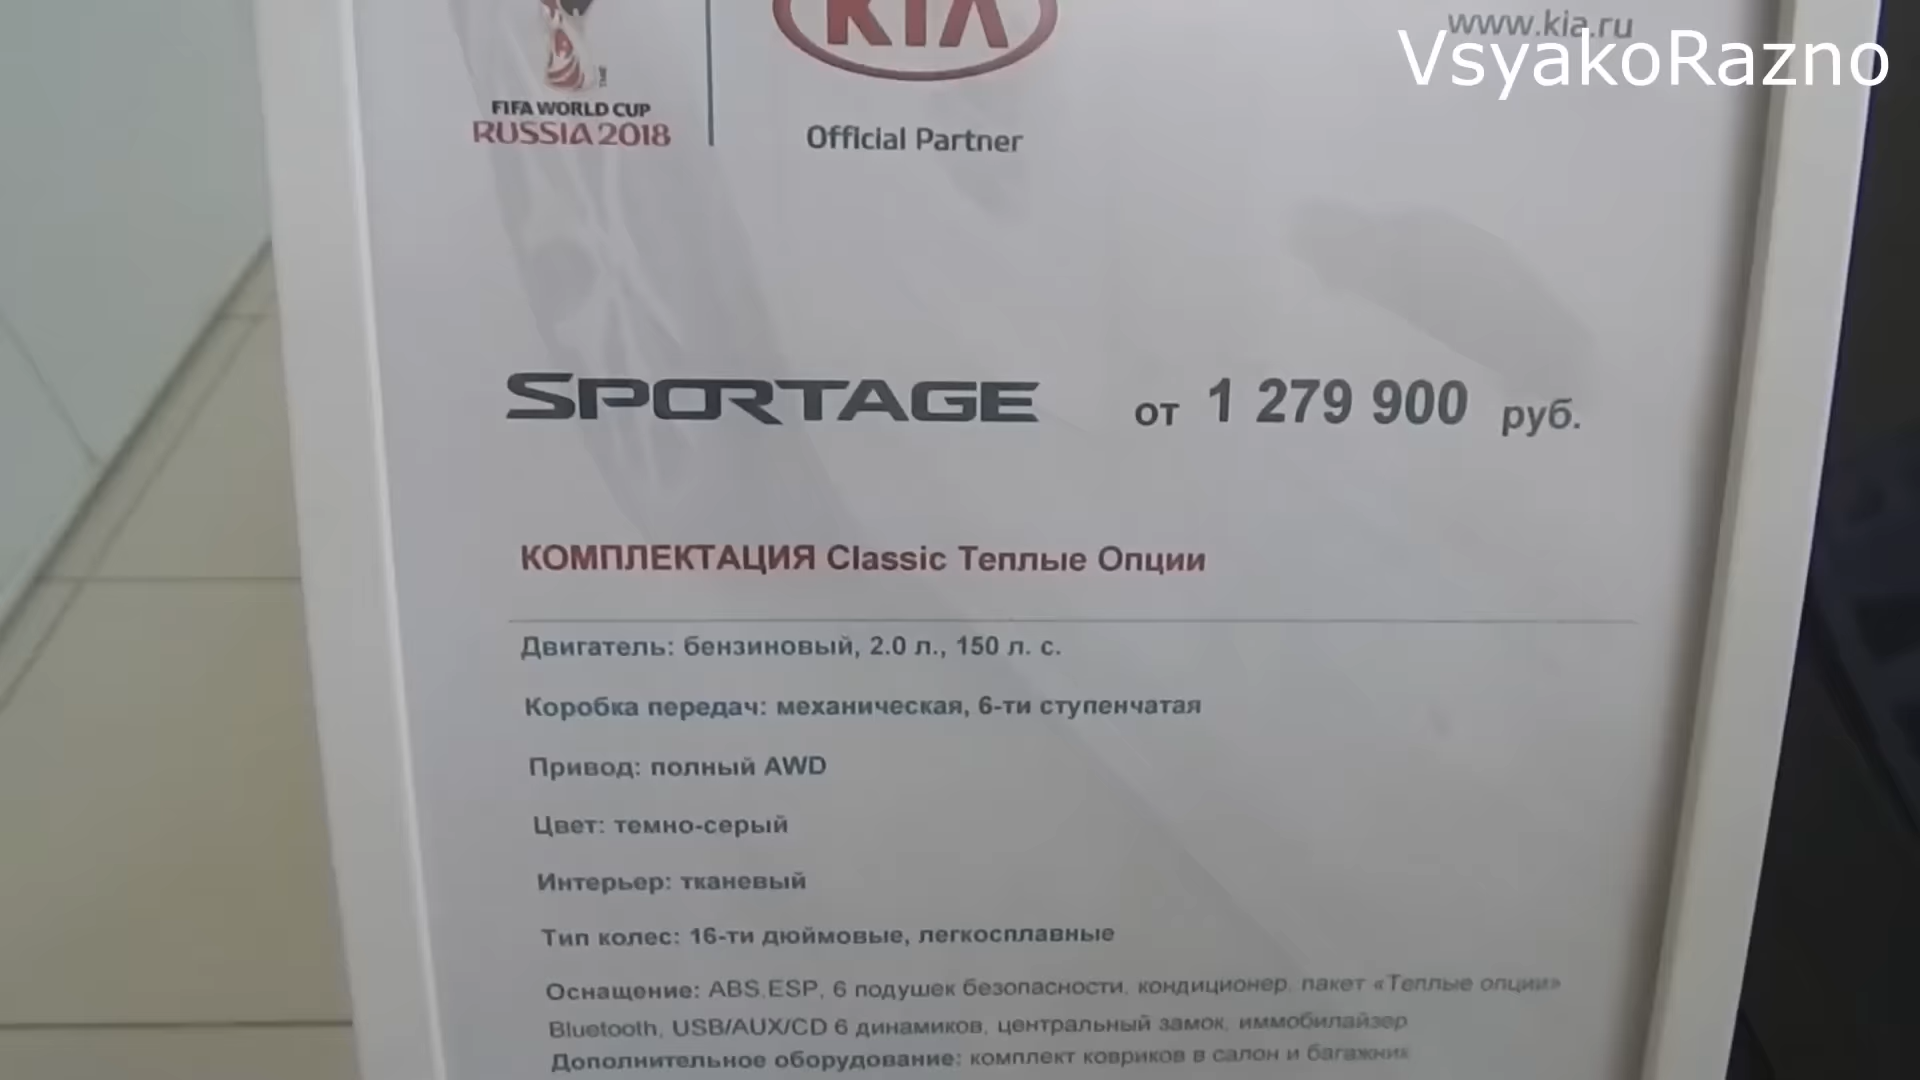 www.kia.ru
VsyakoRazno
KIA
FIFA WORLD CUP
RUSSIA 2018
Official Partner
SPORTAGE от 1 279 900 руб.
КОМПЛЕКТАЦИЯ Classic Теплые Опции
Двигатель: бензиновый, 2.0 л., 150 л. с.
Коробка передач: механическая, 6-ти ступенчатая
Привод: полный AWD
Цвет: темно-серый
Интерьер: тканевый
Тип колес: 16-ти дюймовые, легкосплавные
Оснащение: ABS,ESP, 6 подушек безопасности, кондиционер, пакет «Теплые опции»
Bluetooth, USB/AUX/CD 6 динамиков, центральный замок, иммобилайзер
Дополнительное оборудование: комплект ковриков в салон и багажник